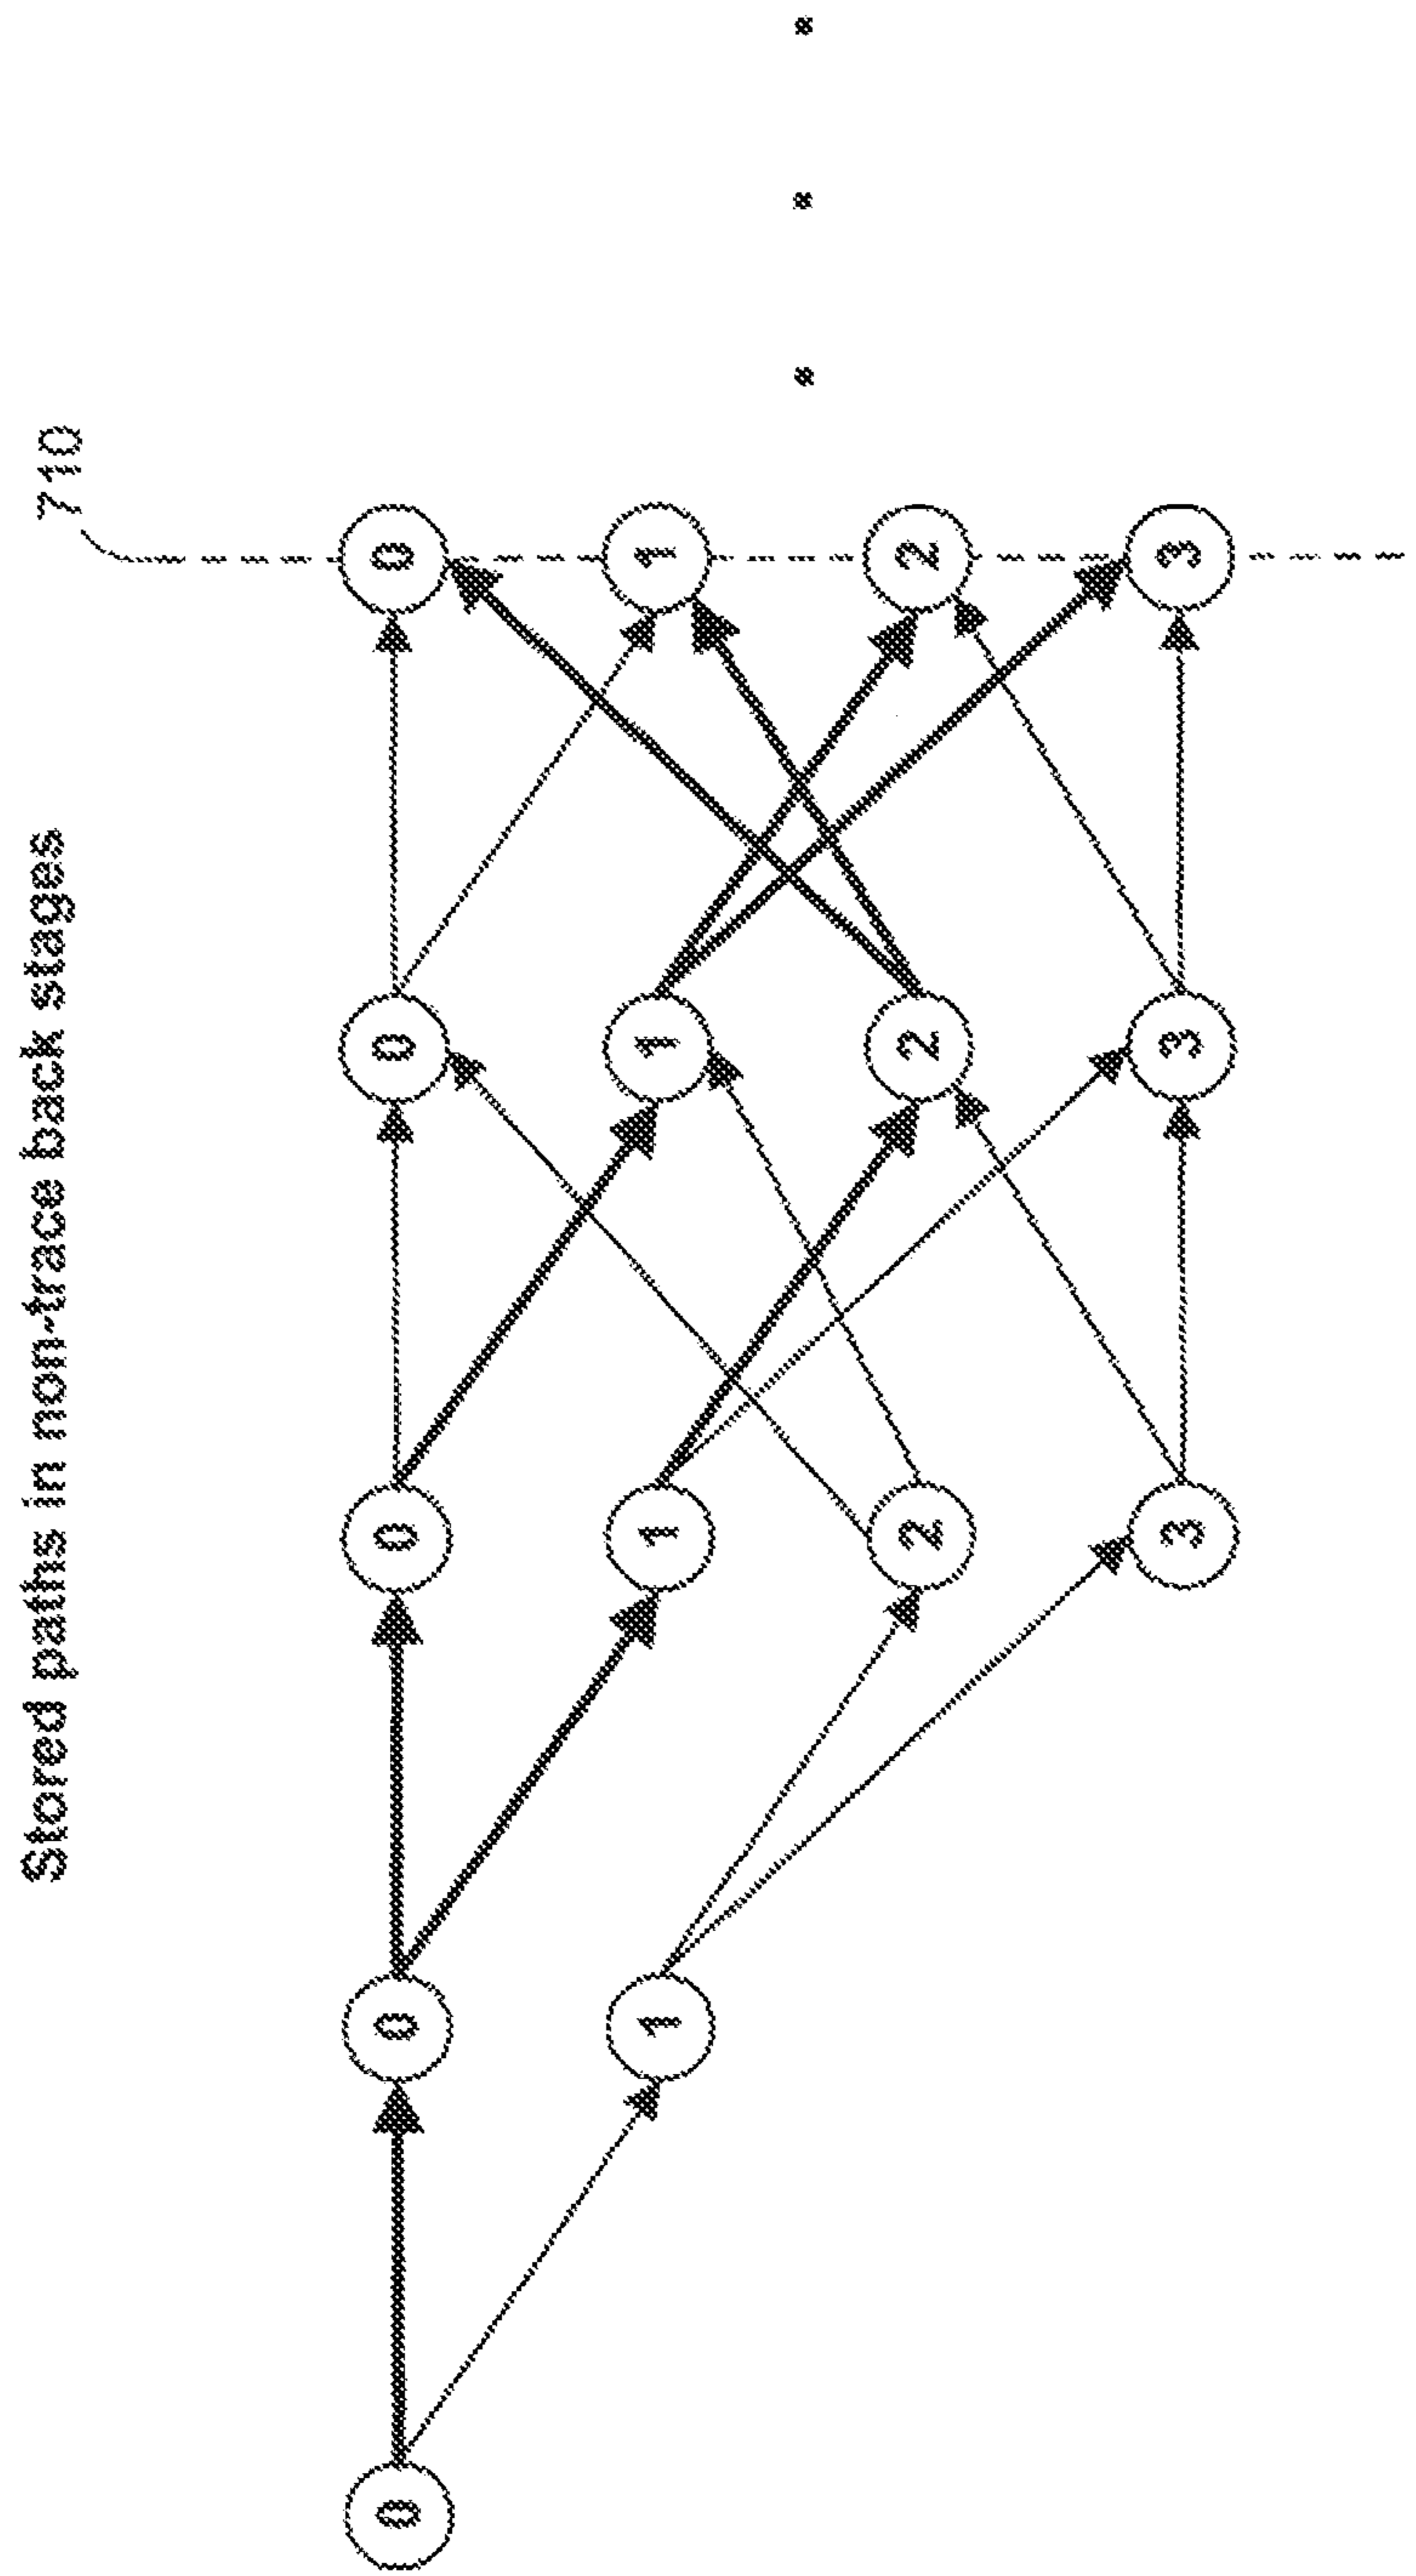 Stored paths in non-trace back stages
710
0 0 0 0 0
1 1 1 1
2 2 2
3 3 3